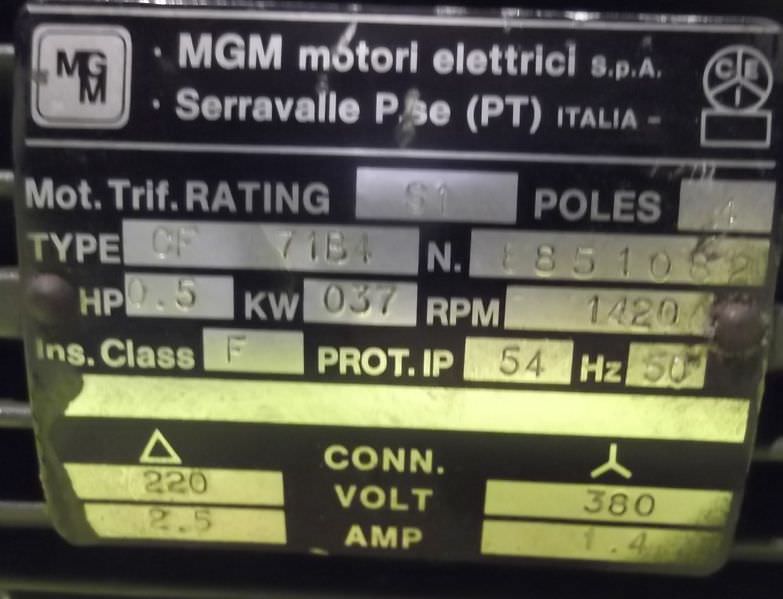 MGM
· MGM motori elettrici S.p.A.
· Serravalle P.se (PT) ITALIA -
CEI
Mot. Trif. RATING S1 POLES 4
TYPE CF 71B4 N. 8851082
HP 0.5 KW 037 RPM 1420
Ins. Class F PROT. IP 54 Hz 50
△ CONN. Y
220 VOLT 380
2.5 AMP 1.4